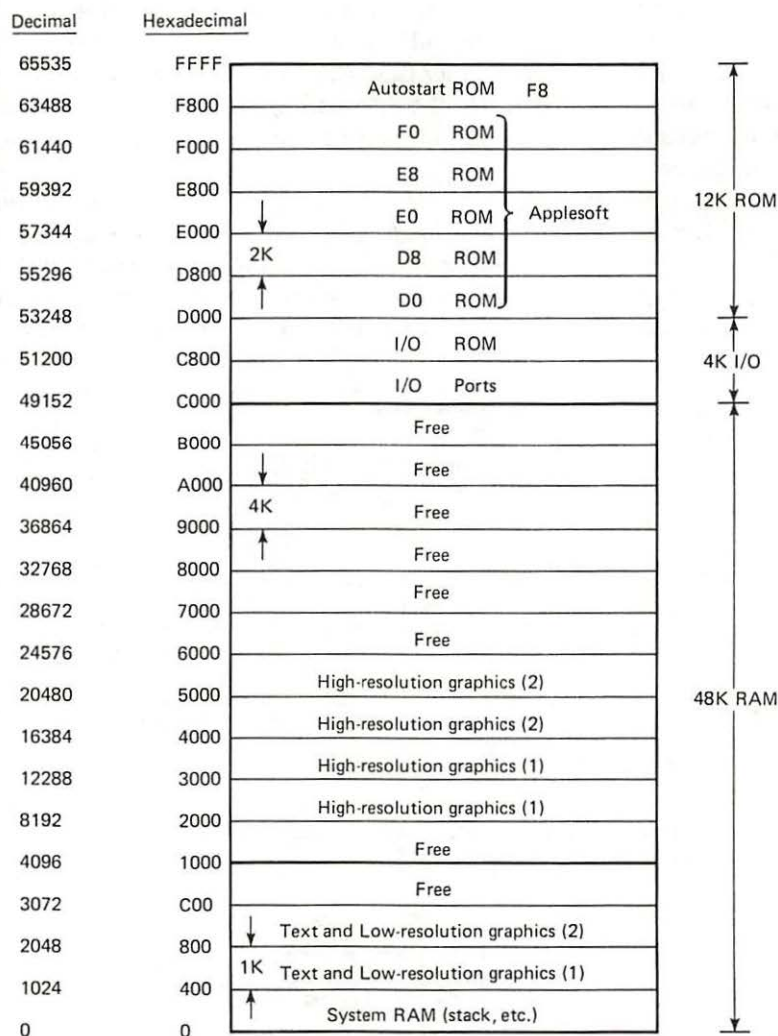 Decimal Hexadecimal
65535 FFFF
Autostart ROM F8
63488 F800
F0 ROM
61440 F000
E8 ROM
59392 E800
12K ROM
E0 ROM Applesoft
57344 E000
2K D8 ROM
55296 D800
D0 ROM
53248 D000
I/O ROM
51200 C800
4K I/O
I/O Ports
49152 C000
Free
45056 B000
Free
40960 A000
4K Free
36864 9000
Free
32768 8000
Free
28672 7000
Free
24576 6000
High-resolution graphics (2)
20480 5000
48K RAM
High-resolution graphics (2)
16384 4000
High-resolution graphics (1)
12288 3000
High-resolution graphics (1)
8192 2000
Free
4096 1000
Free
3072 C00
Text and Low-resolution graphics (2)
2048 800
1K Text and Low-resolution graphics (1)
1024 400
System RAM (stack, etc.)
0 0